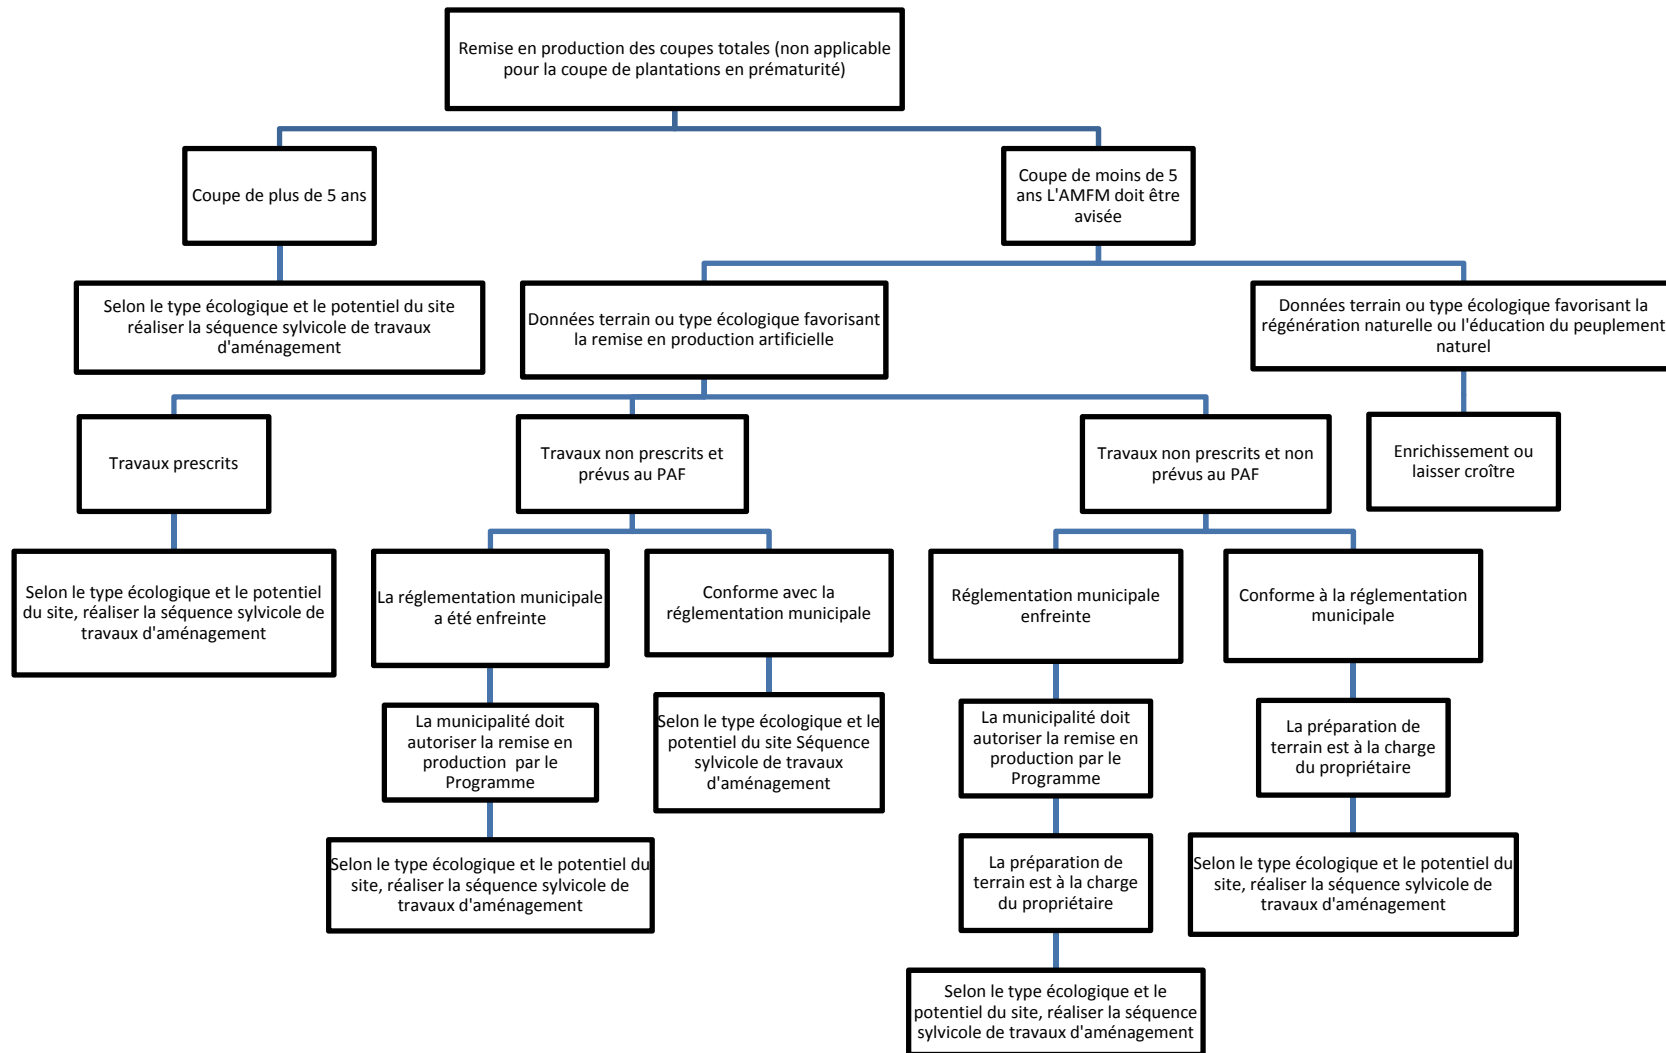 Remise en production des coupes totales (non applicable
pour la coupe de plantations en prématurité)
Coupe de plus de 5 ans
Coupe de moins de 5
ans L'AMFM doit être
avisée
Selon le type écologique et le potentiel du site
réaliser la séquence sylvicole de travaux
d'aménagement
Données terrain ou type écologique favorisant
la remise en production artificielle
Données terrain ou type écologique favorisant la
régénération naturelle ou l'éducation du peuplement
naturel
Travaux prescrits
Travaux non prescrits et
prévus au PAF
Travaux non prescrits et non
prévus au PAF
Enrichissement ou
laisser croître
Selon le type écologique et le potentiel
du site, réaliser la séquence sylvicole de
travaux d'aménagement
La réglementation municipale
a été enfreinte
Conforme avec la
réglementation municipale
Réglementation municipale
enfreinte
Conforme à la réglementation
municipale
La municipalité doit
autoriser la remise en
production par le
Programme
Selon le type écologique et le
potentiel du site Séquence
sylvicole de travaux
d'aménagement
La municipalité doit
autoriser la remise en
production par le
Programme
La préparation de
terrain est à la charge
du propriétaire
Selon le type écologique et le potentiel du
site, réaliser la séquence sylvicole de
travaux d'aménagement
La préparation de
terrain est à la charge
du propriétaire
Selon le type écologique et le potentiel du
site, réaliser la séquence sylvicole de
travaux d'aménagement
Selon le type écologique et le
potentiel du site, réaliser la séquence
sylvicole de travaux d'aménagement